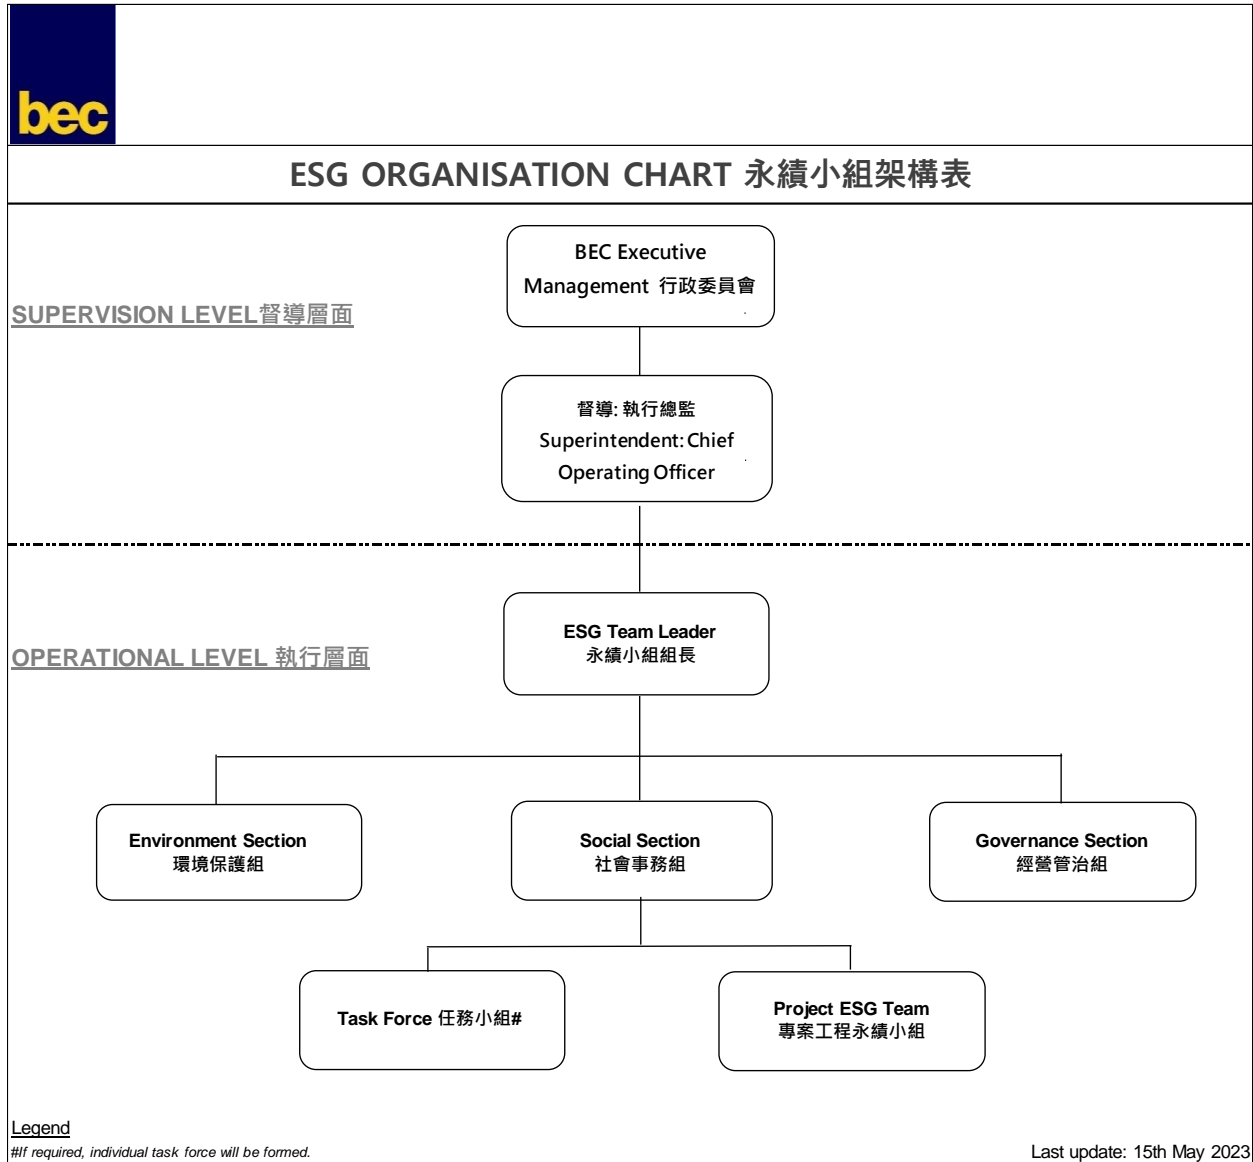 bec
ESG ORGANISATION CHART 永續小組架構表
BEC Executive
Management 行政委員會
SUPERVISION LEVEL督導層面
督導: 執行總監
Superintendent: Chief
Operating Officer
ESG Team Leader
永續小組組長
OPERATIONAL LEVEL 執行層面
Environment Section
環境保護組
Social Section
社會事務組
Governance Section
經營管治組
Task Force 任務小組#
Project ESG Team
專案工程永續小組
Legend
#If required, individual task force will be formed.
Last update: 15th May 2023